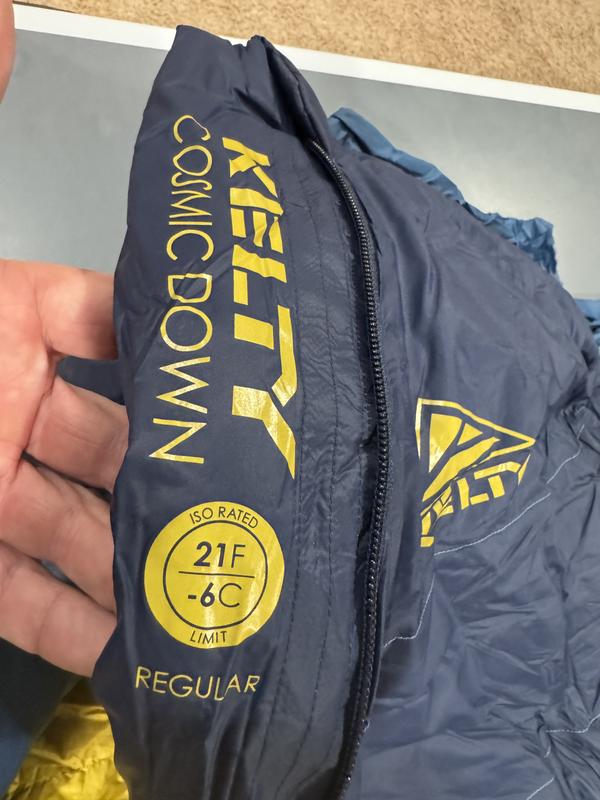 KELTY
COSMIC DOWN
ISO RATED
21F
-6C
LIMIT
REGULAR
KELTY